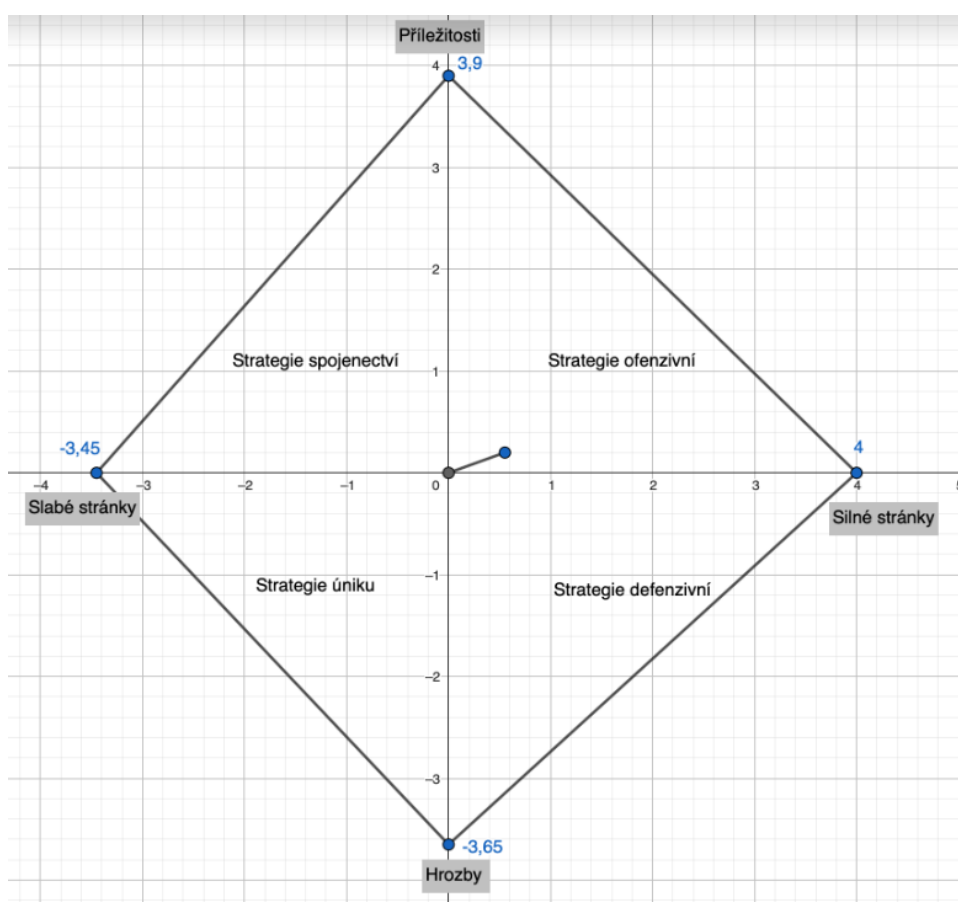 Příležitosti
4
3,9
3
2
Strategie spojenectví
Strategie ofenzivní
1
-3,45
4
–4
–3
–2
–1
0
1
2
3
4
5
Slabé stránky
Silné stránky
–1
Strategie úniku
Strategie defenzivní
–2
–3
-3,65
Hrozby